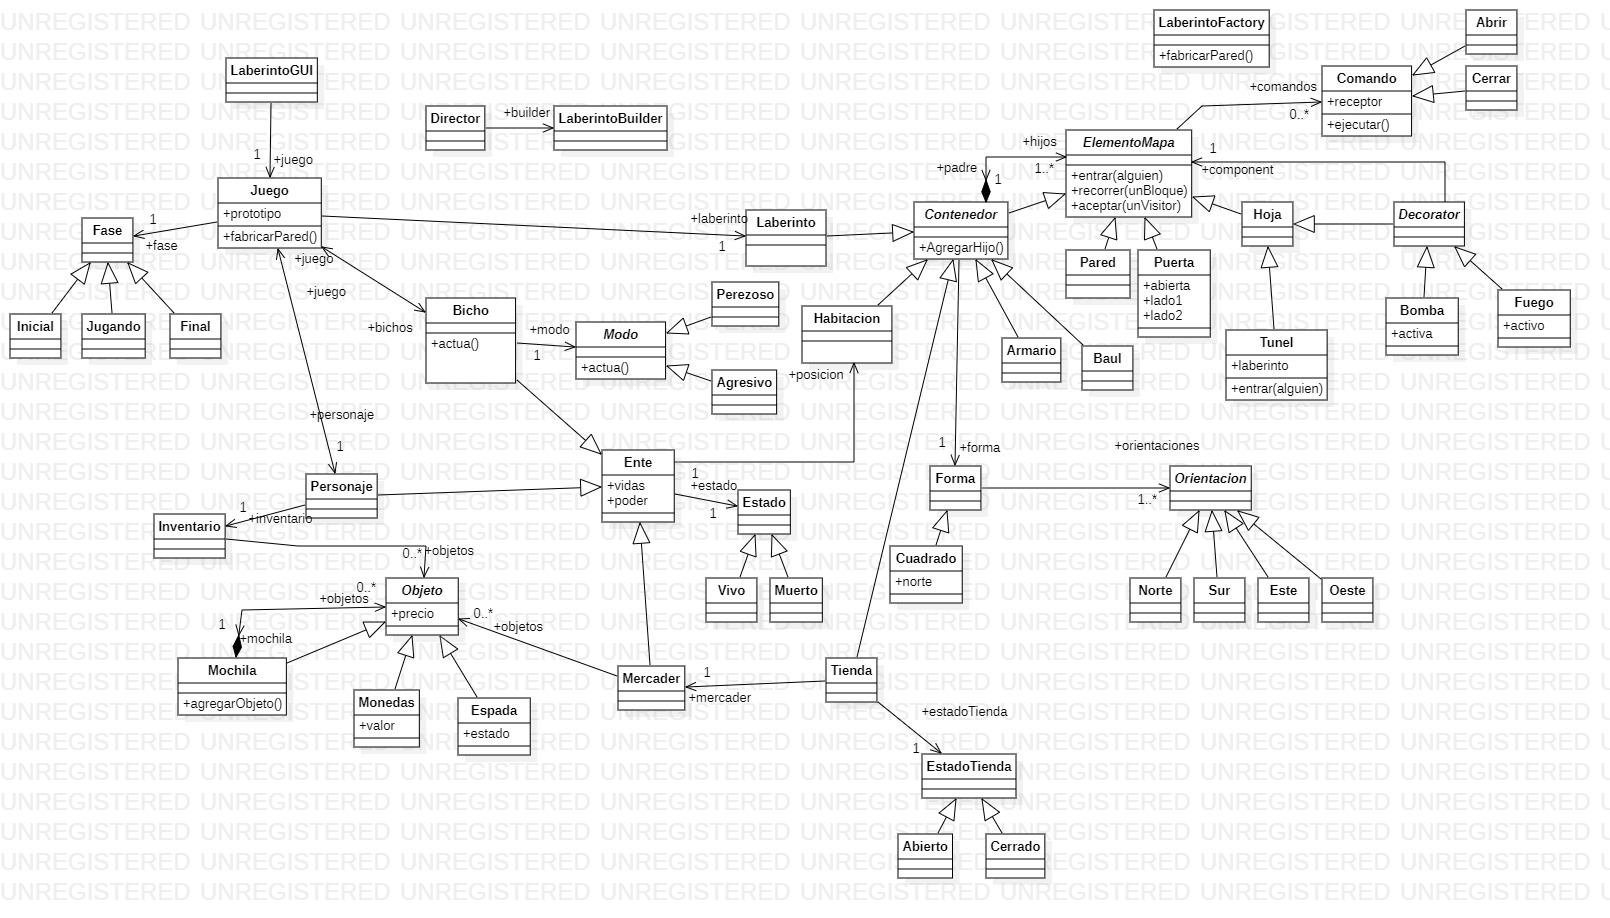 LaberintoFactory
+fabricarPared()
Abrir
Cerrar
+comandos
0..*
Comando
+receptor
+ejecutar()
LaberintoGUI
1
+juego
Director
+builder
LaberintoBuilder
ElementoMapa
+entrar(alguien)
+recorrer(unBloque)
+aceptar(unVisitor)
+hijos
1..*
+padre
1
1
+component
Juego
+prototipo
+fabricarPared()
Fase
1
+fase
Inicial
Jugando
Final
+laberinto
1
Laberinto
Contenedor
+AgregarHijo()
Hoja
Decorator
+juego
+juego
+bichos
Bicho
+actua()
+modo
1
Modo
+actua()
Perezoso
Agresivo
Habitacion
+posicion
1
Pared
Puerta
+abierta
+lado1
+lado2
Armario
Baul
Tunel
+laberinto
+entrar(alguien)
Bomba
+activa
Fuego
+activo
+personaje
1
Personaje
Ente
+vidas
+poder
+estado
1
Estado
Vivo
Muerto
1
+forma
Forma
+orientaciones
1..*
Orientacion
Cuadrado
+norte
Norte
Sur
Este
Oeste
1
+inventario
Inventario
0..*
+objetos
Objeto
+precio
0..*
+objetos
1
+mochila
Mochila
+agregarObjeto()
0..*
+objetos
Monedas
+valor
Espada
+estado
Mercader
1
+mercader
Tienda
+estadoTienda
1
EstadoTienda
Abierto
Cerrado
UNREGISTERED